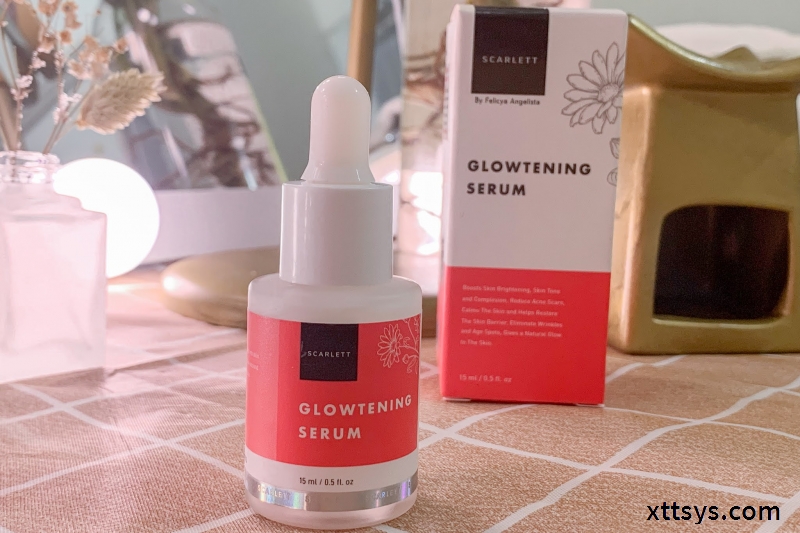 SCARLETT
By Felicya Angelista
GLOWTENING
SERUM
Boosts Skin Brightening, Skin Tone
and Complexion, Reduce Acne Scars,
Calms The Skin and Helps Restore
The Skin Barrier, Eliminate Wrinkles
and Age Spots, Gives a Natural Glow
in The Skin.
15 ml / 0.5 fl. oz
SCARLETT
GLOWTENING
SERUM
15 ml / 0.5 fl. oz
xttsys.com